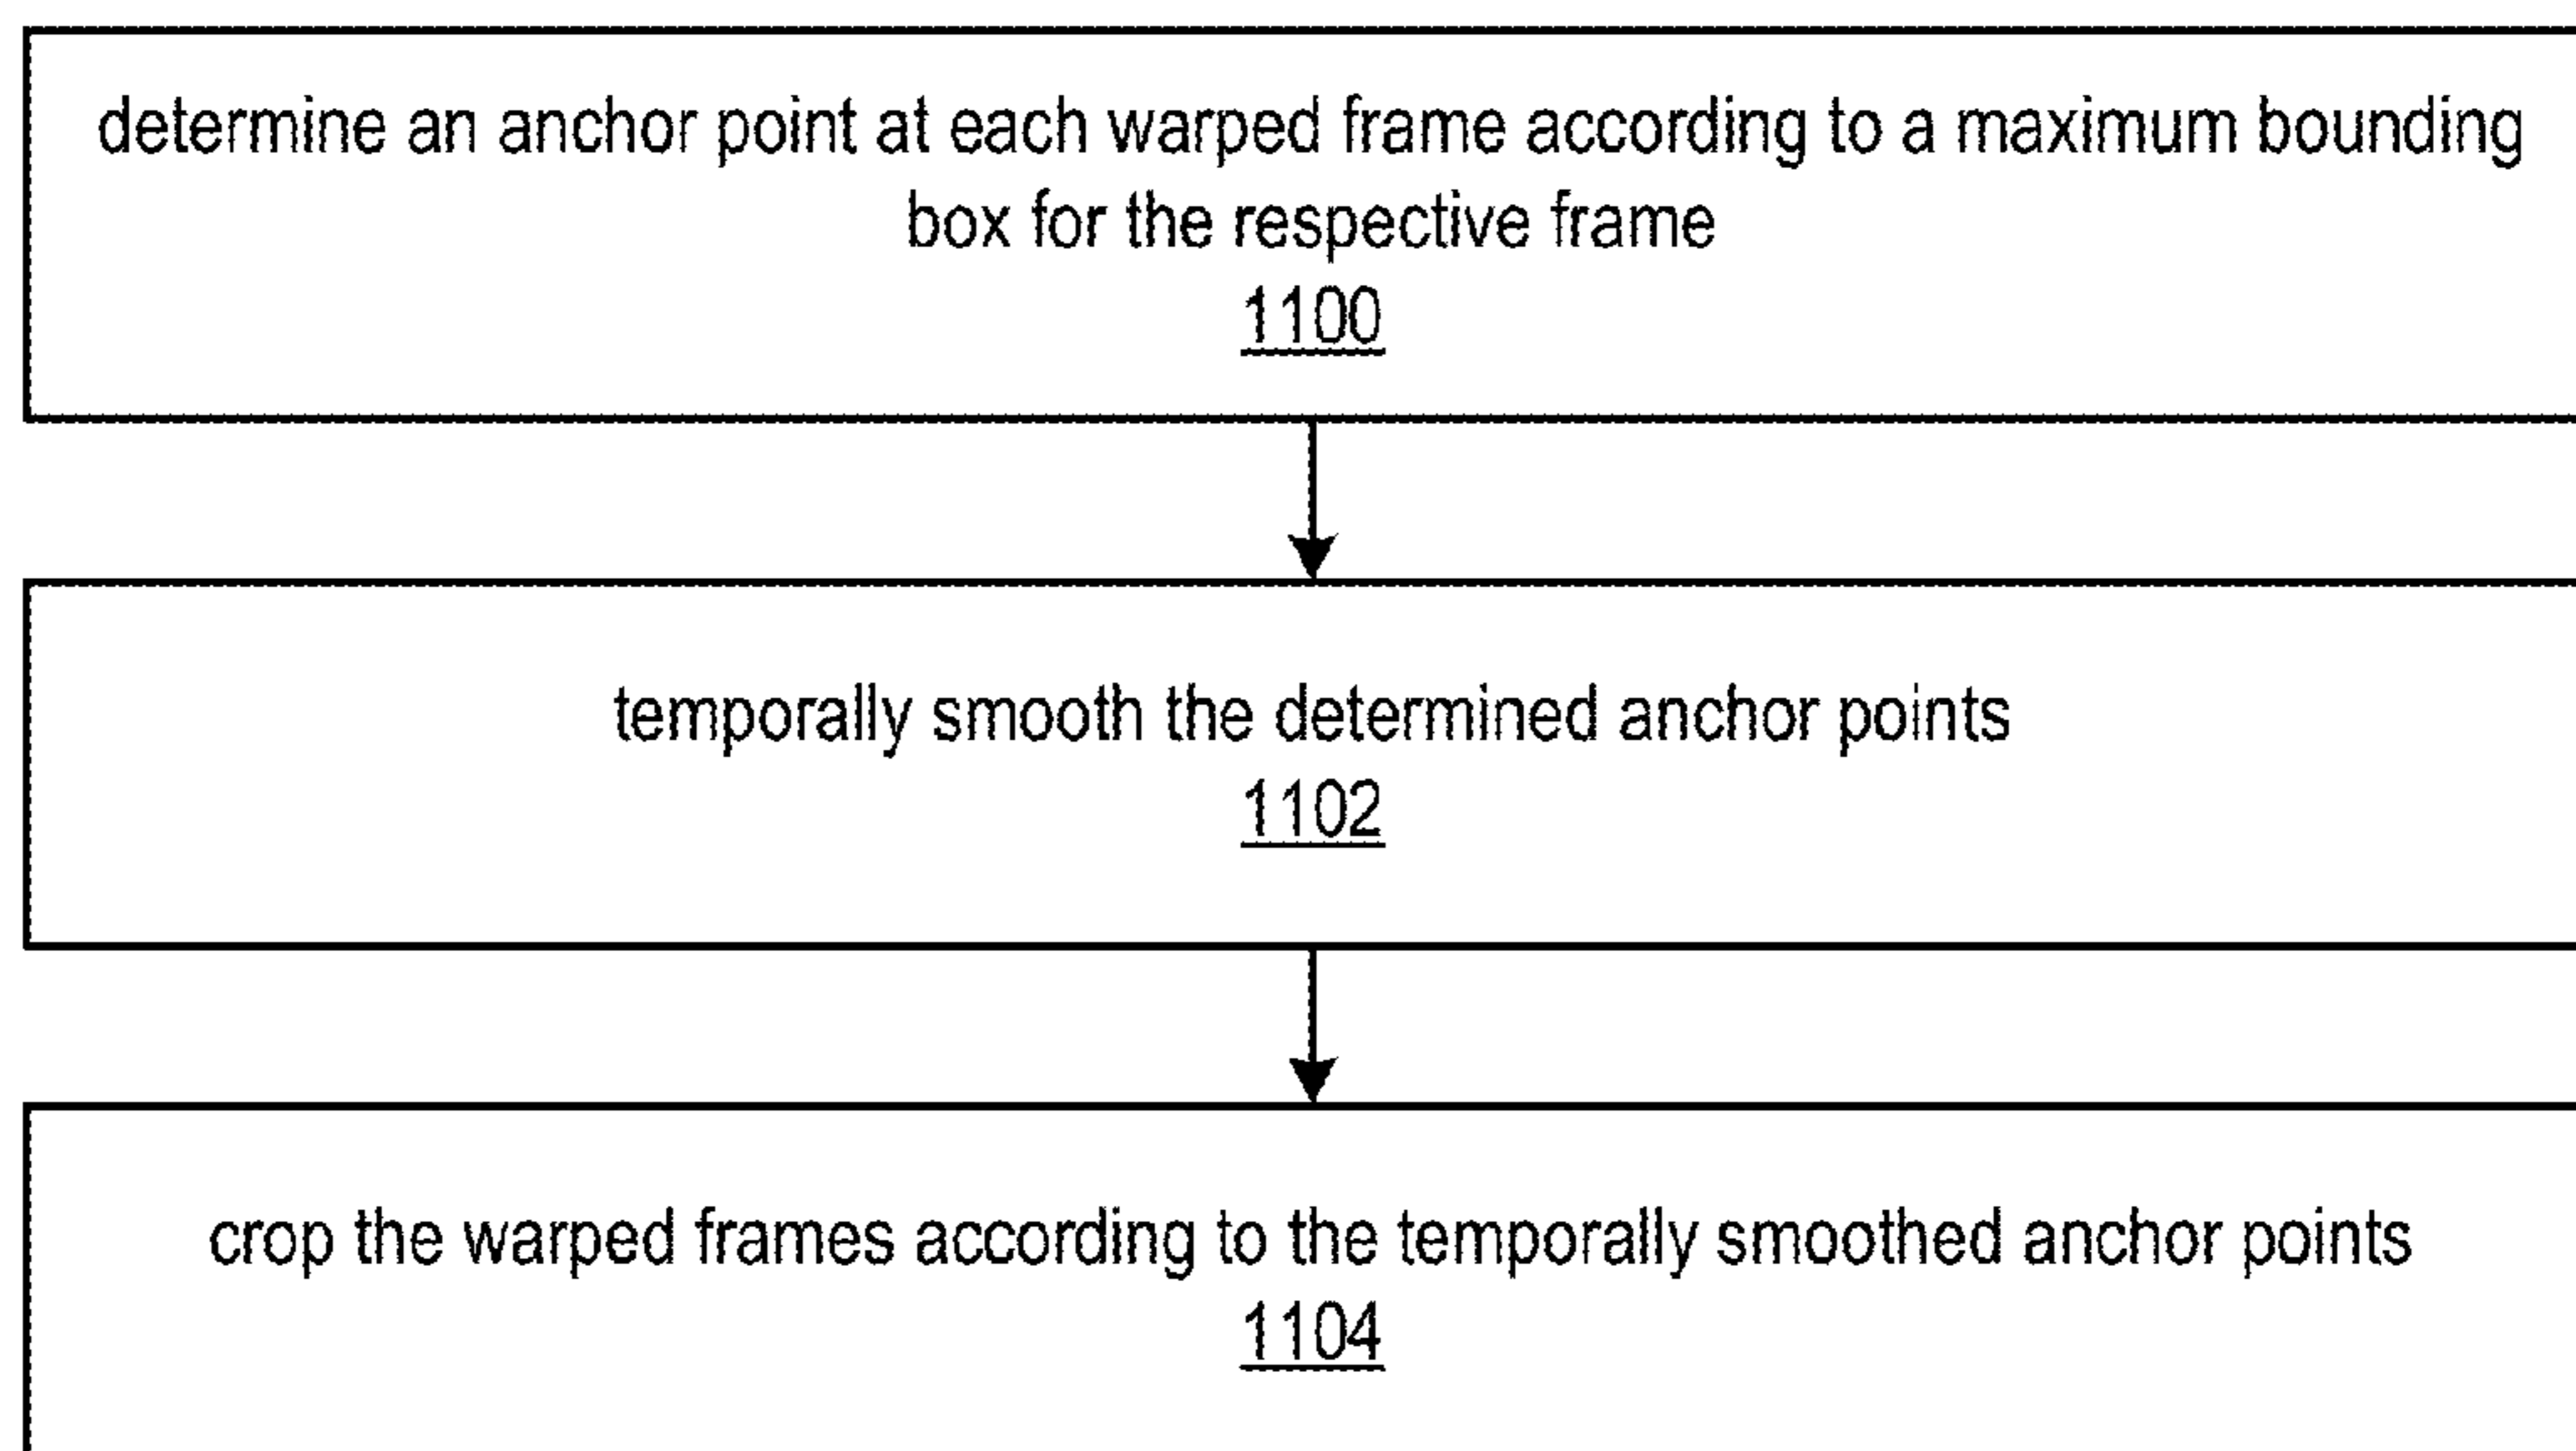 determine an anchor point at each warped frame according to a maximum bounding
box for the respective frame
1100
temporally smooth the determined anchor points
1102
crop the warped frames according to the temporally smoothed anchor points
1104